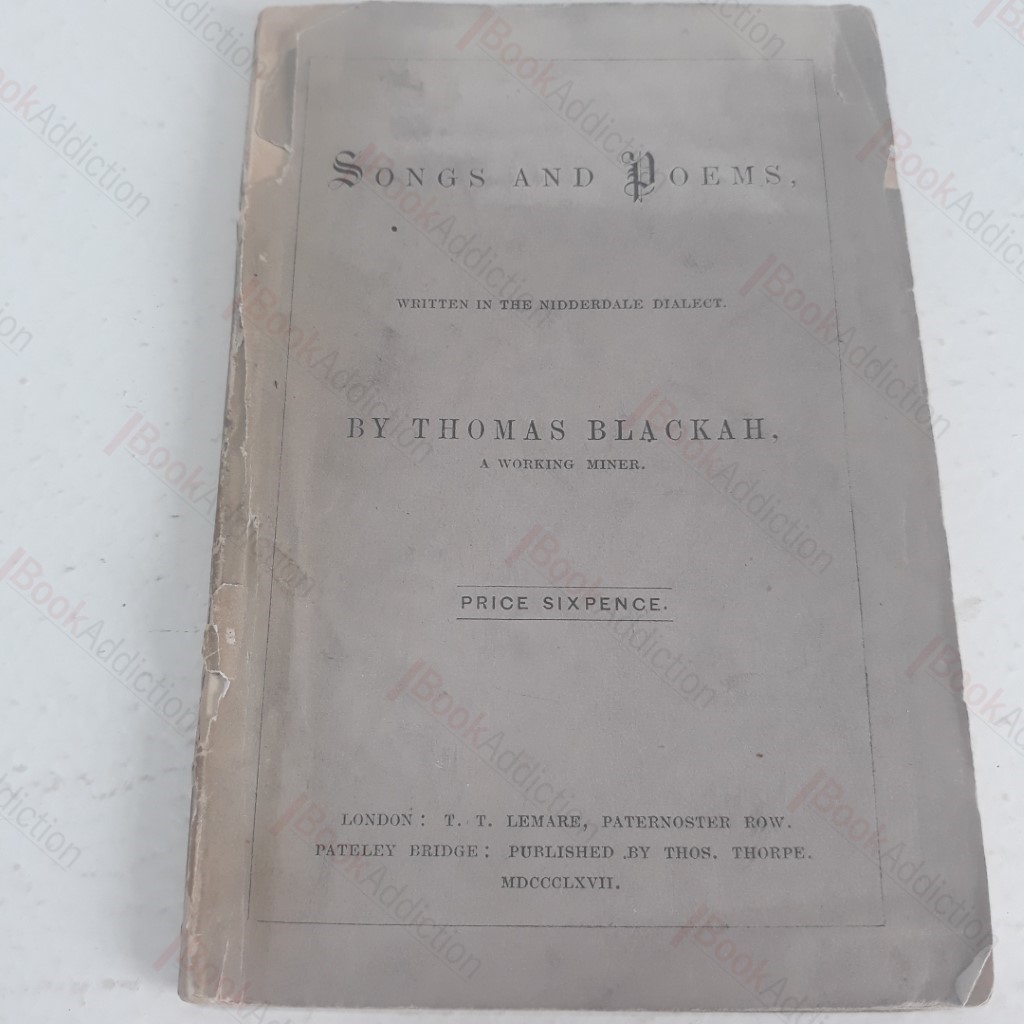 SONGS AND POEMS,
WRITTEN IN THE NIDDERDALE DIALECT.
BY THOMAS BLACKAH,
A WORKING MINER.
PRICE SIXPENCE.
LONDON: T. T. LEMARE, PATERNOSTER ROW.
PATELEY BRIDGE: PUBLISHED BY THOS. THORPE.
MDCCCLXVII.
BookAddiction